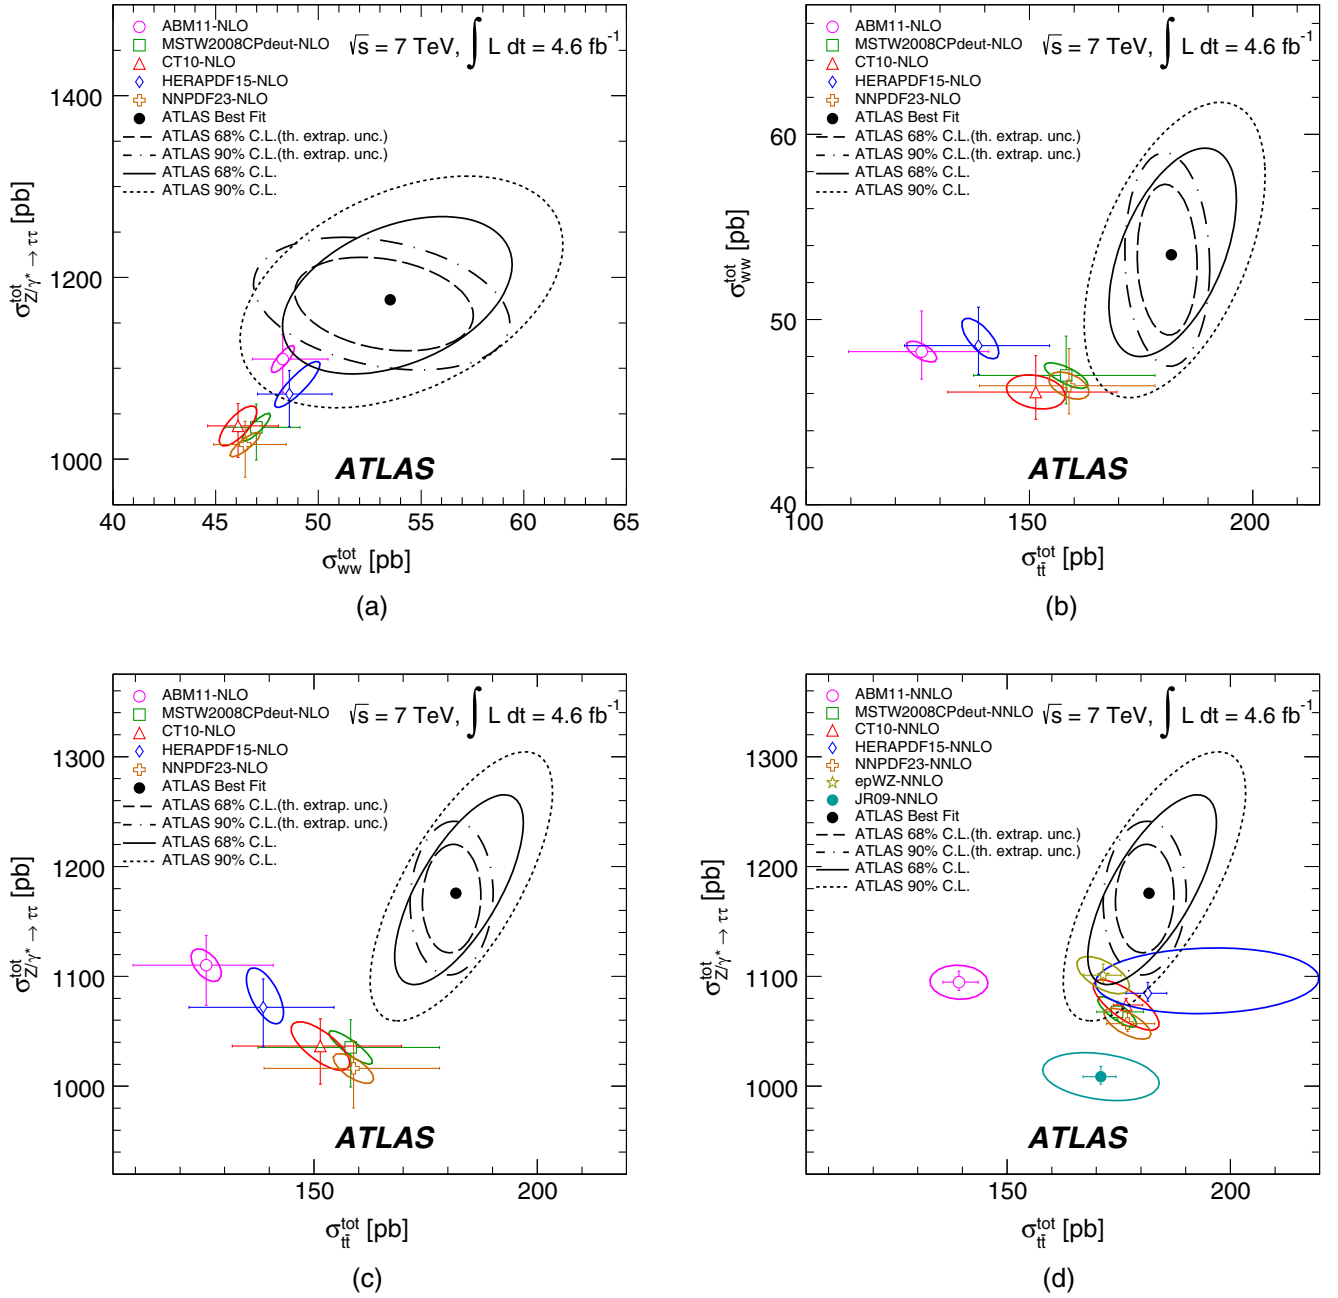 ABM11-NLO
MSTW2008CPdeut-NLO
CT10-NLO
HERAPDF15-NLO
NNPDF23-NLO
ATLAS Best Fit
ATLAS 68% C.L.(th. extrap. unc.)
ATLAS 90% C.L.(th. extrap. unc.)
ATLAS 68% C.L.
ATLAS 90% C.L.
√s = 7 TeV, ∫ L dt = 4.6 fb⁻¹
1400
1200
1000
σ^tot_Z/γ* → ττ [pb]
ATLAS
40 45 50 55 60 65
σ^tot_ww [pb]
(a)
ABM11-NLO
MSTW2008CPdeut-NLO
CT10-NLO
HERAPDF15-NLO
NNPDF23-NLO
ATLAS Best Fit
ATLAS 68% C.L.(th. extrap. unc.)
ATLAS 90% C.L.(th. extrap. unc.)
ATLAS 68% C.L.
ATLAS 90% C.L.
√s = 7 TeV, ∫ L dt = 4.6 fb⁻¹
60
50
40
σ^tot_ww [pb]
ATLAS
100 150 200
σ^tot_tt̄ [pb]
(b)
ABM11-NLO
MSTW2008CPdeut-NLO
CT10-NLO
HERAPDF15-NLO
NNPDF23-NLO
ATLAS Best Fit
ATLAS 68% C.L.(th. extrap. unc.)
ATLAS 90% C.L.(th. extrap. unc.)
ATLAS 68% C.L.
ATLAS 90% C.L.
√s = 7 TeV, ∫ L dt = 4.6 fb⁻¹
1300
1200
1100
1000
σ^tot_Z/γ* → ττ [pb]
ATLAS
150 200
σ^tot_tt̄ [pb]
(c)
ABM11-NNLO
MSTW2008CPdeut-NNLO
CT10-NNLO
HERAPDF15-NNLO
NNPDF23-NNLO
epWZ-NNLO
JR09-NNLO
ATLAS Best Fit
ATLAS 68% C.L.(th. extrap. unc.)
ATLAS 90% C.L.(th. extrap. unc.)
ATLAS 68% C.L.
ATLAS 90% C.L.
√s = 7 TeV, ∫ L dt = 4.6 fb⁻¹
1300
1200
1100
1000
σ^tot_Z/γ* → ττ [pb]
ATLAS
150 200
σ^tot_tt̄ [pb]
(d)